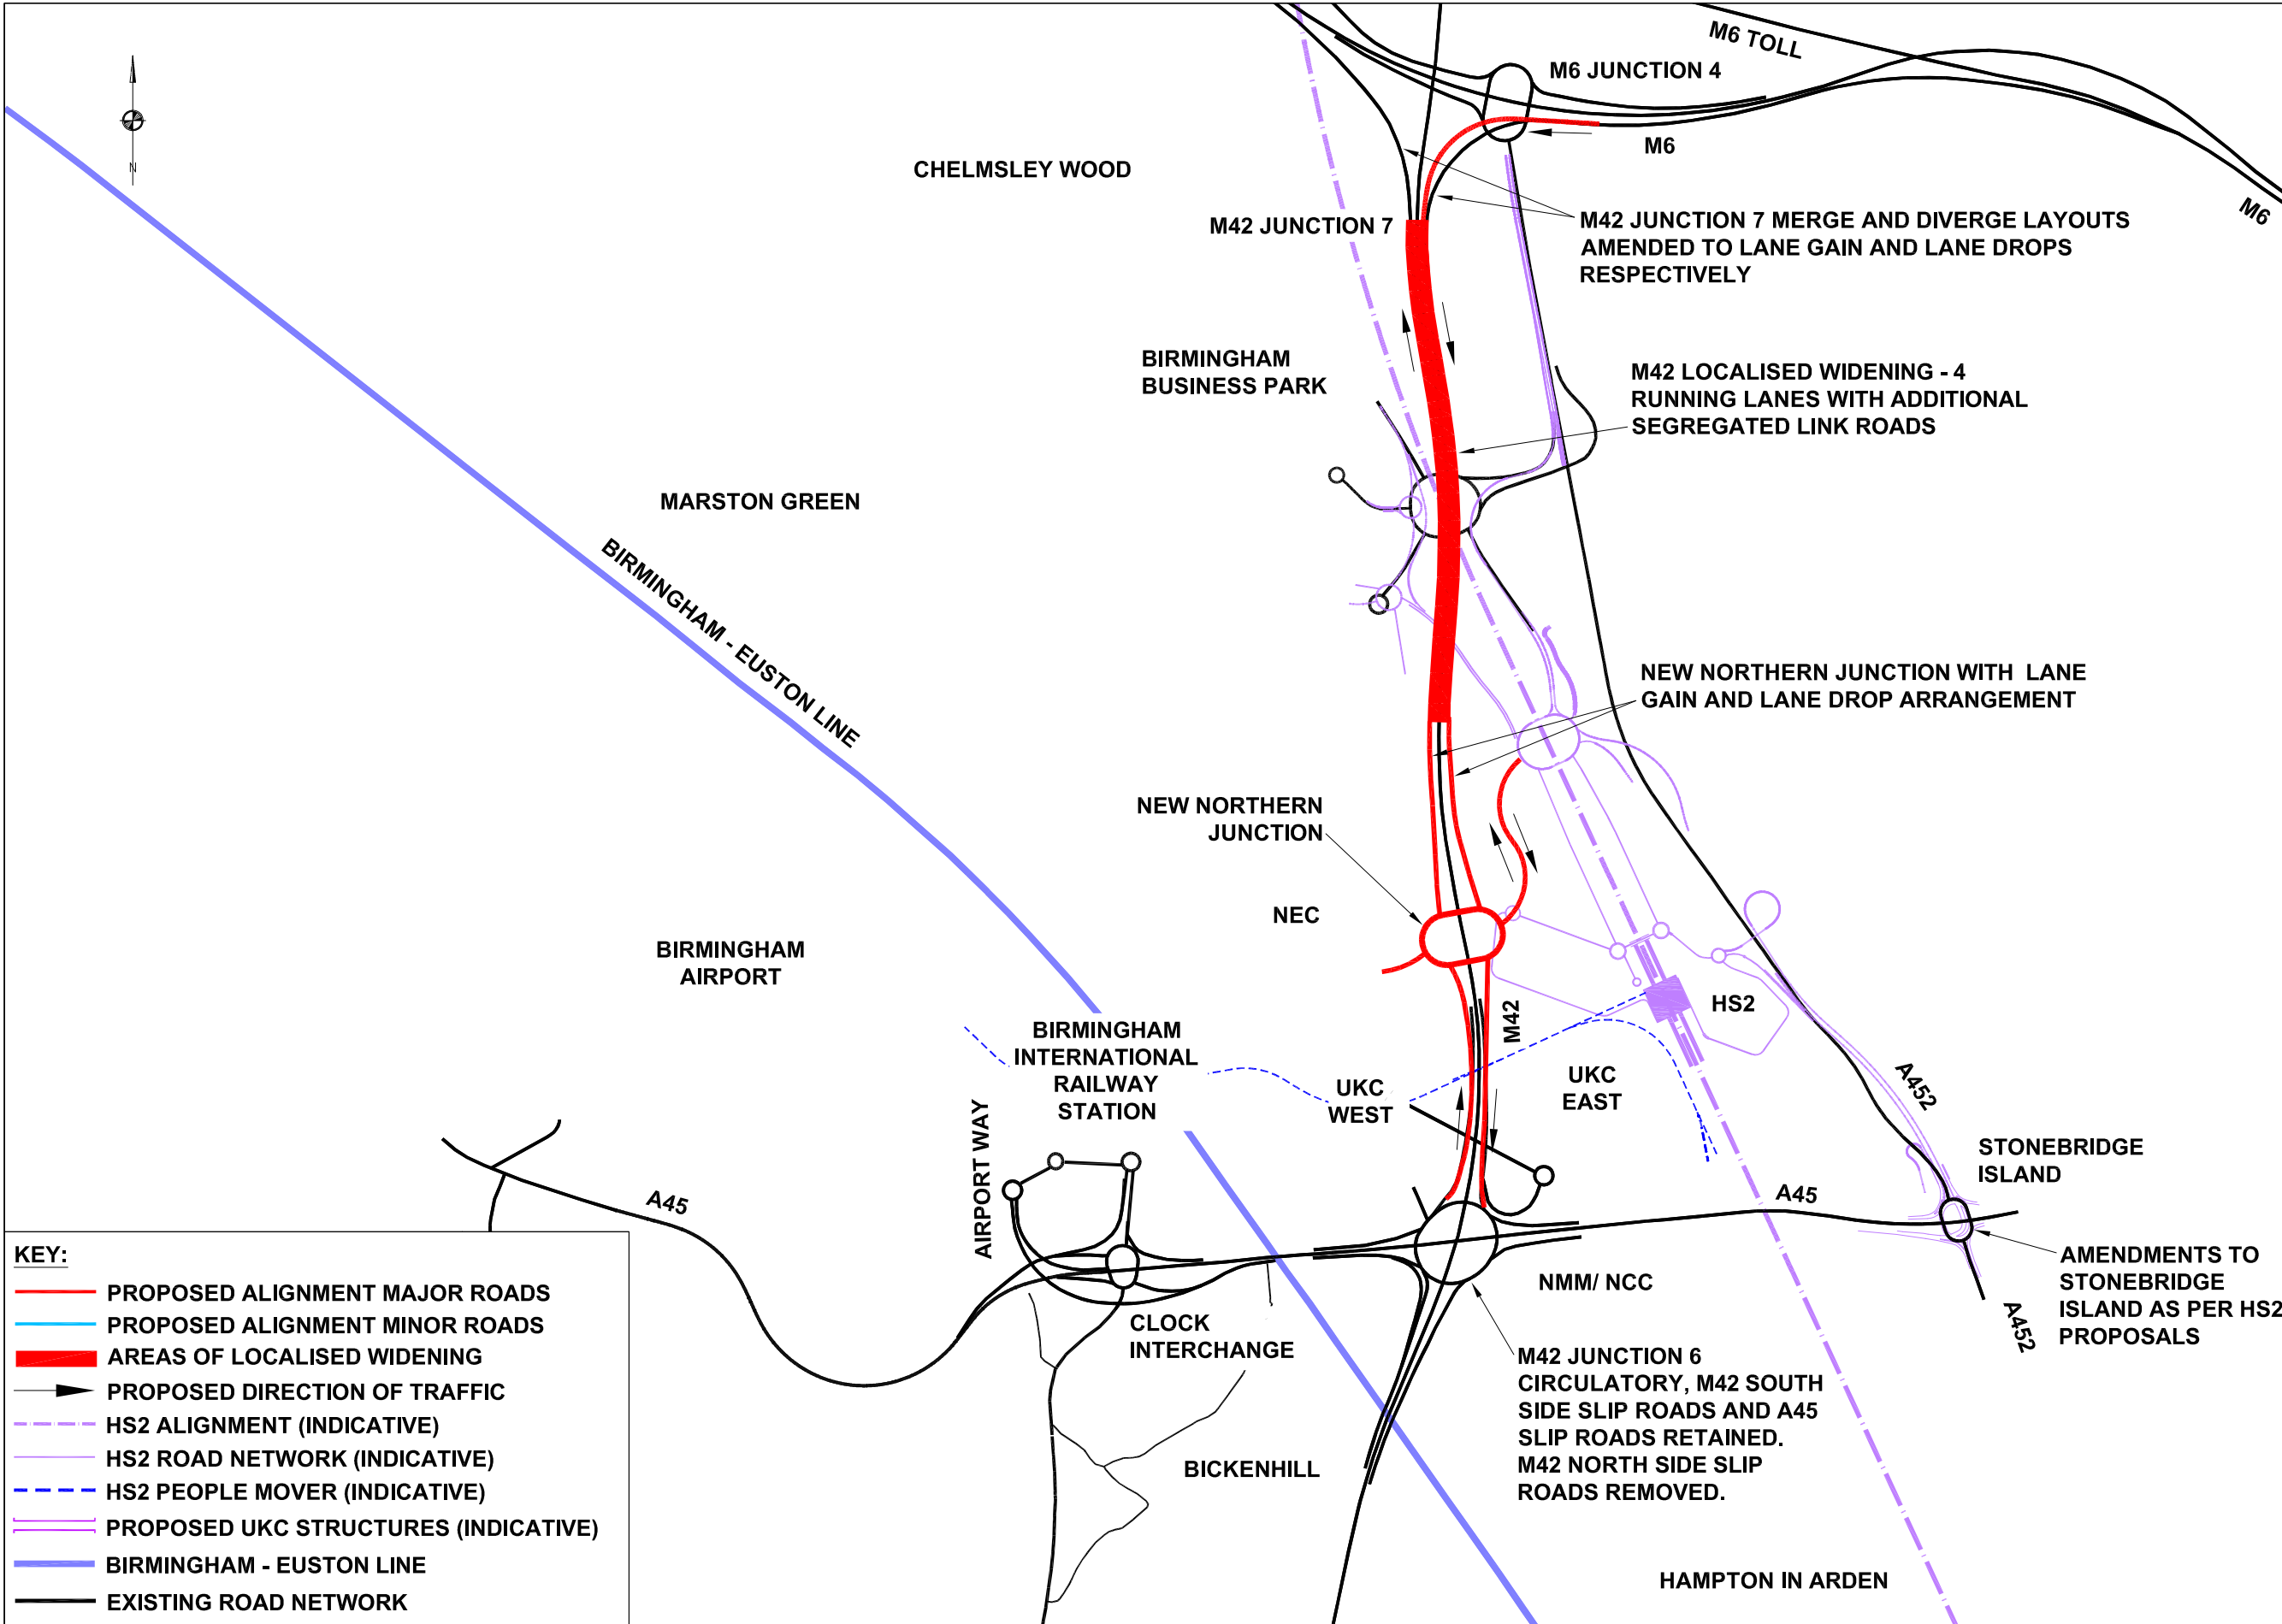 M6 TOLL
M6 JUNCTION 4
M6
M6
N
CHELMSLEY WOOD
M42 JUNCTION 7
M42 JUNCTION 7 MERGE AND DIVERGE LAYOUTS
AMENDED TO LANE GAIN AND LANE DROPS
RESPECTIVELY
BIRMINGHAM
BUSINESS PARK
M42 LOCALISED WIDENING - 4
RUNNING LANES WITH ADDITIONAL
SEGREGATED LINK ROADS
MARSTON GREEN
BIRMINGHAM - EUSTON LINE
NEW NORTHERN JUNCTION WITH LANE
GAIN AND LANE DROP ARRANGEMENT
NEW NORTHERN
JUNCTION
NEC
BIRMINGHAM
AIRPORT
HS2
M42
BIRMINGHAM
INTERNATIONAL
RAILWAY
STATION
UKC
WEST
UKC
EAST
A452
STONEBRIDGE
ISLAND
AIRPORT WAY
A45
A45
AMENDMENTS TO
STONEBRIDGE
ISLAND AS PER HS2
PROPOSALS
A452
NMM/ NCC
CLOCK
INTERCHANGE
M42 JUNCTION 6
CIRCULATORY, M42 SOUTH
SIDE SLIP ROADS AND A45
SLIP ROADS RETAINED.
M42 NORTH SIDE SLIP
ROADS REMOVED.
BICKENHILL
HAMPTON IN ARDEN
KEY:
PROPOSED ALIGNMENT MAJOR ROADS
PROPOSED ALIGNMENT MINOR ROADS
AREAS OF LOCALISED WIDENING
PROPOSED DIRECTION OF TRAFFIC
HS2 ALIGNMENT (INDICATIVE)
HS2 ROAD NETWORK (INDICATIVE)
HS2 PEOPLE MOVER (INDICATIVE)
PROPOSED UKC STRUCTURES (INDICATIVE)
BIRMINGHAM - EUSTON LINE
EXISTING ROAD NETWORK